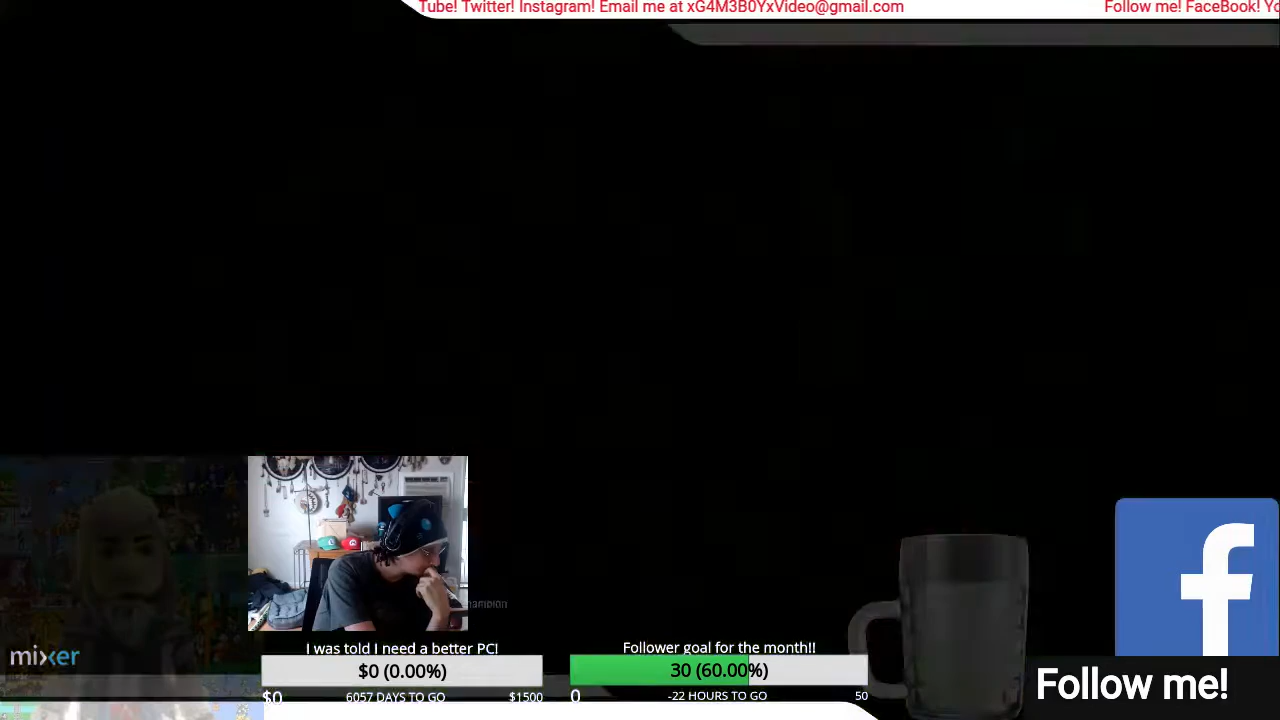 Tube! Twitter! Instagram! Email me at xG4M3B0YxVideo@gmail.com Follow me! FaceBook!
mixer
I was told I need a better PC!
$0 (0.00%)
$0 6057 DAYS TO GO $1500
Follower goal for the month!!
30 (60.00%)
0 -22 HOURS TO GO 50
f
Follow me!